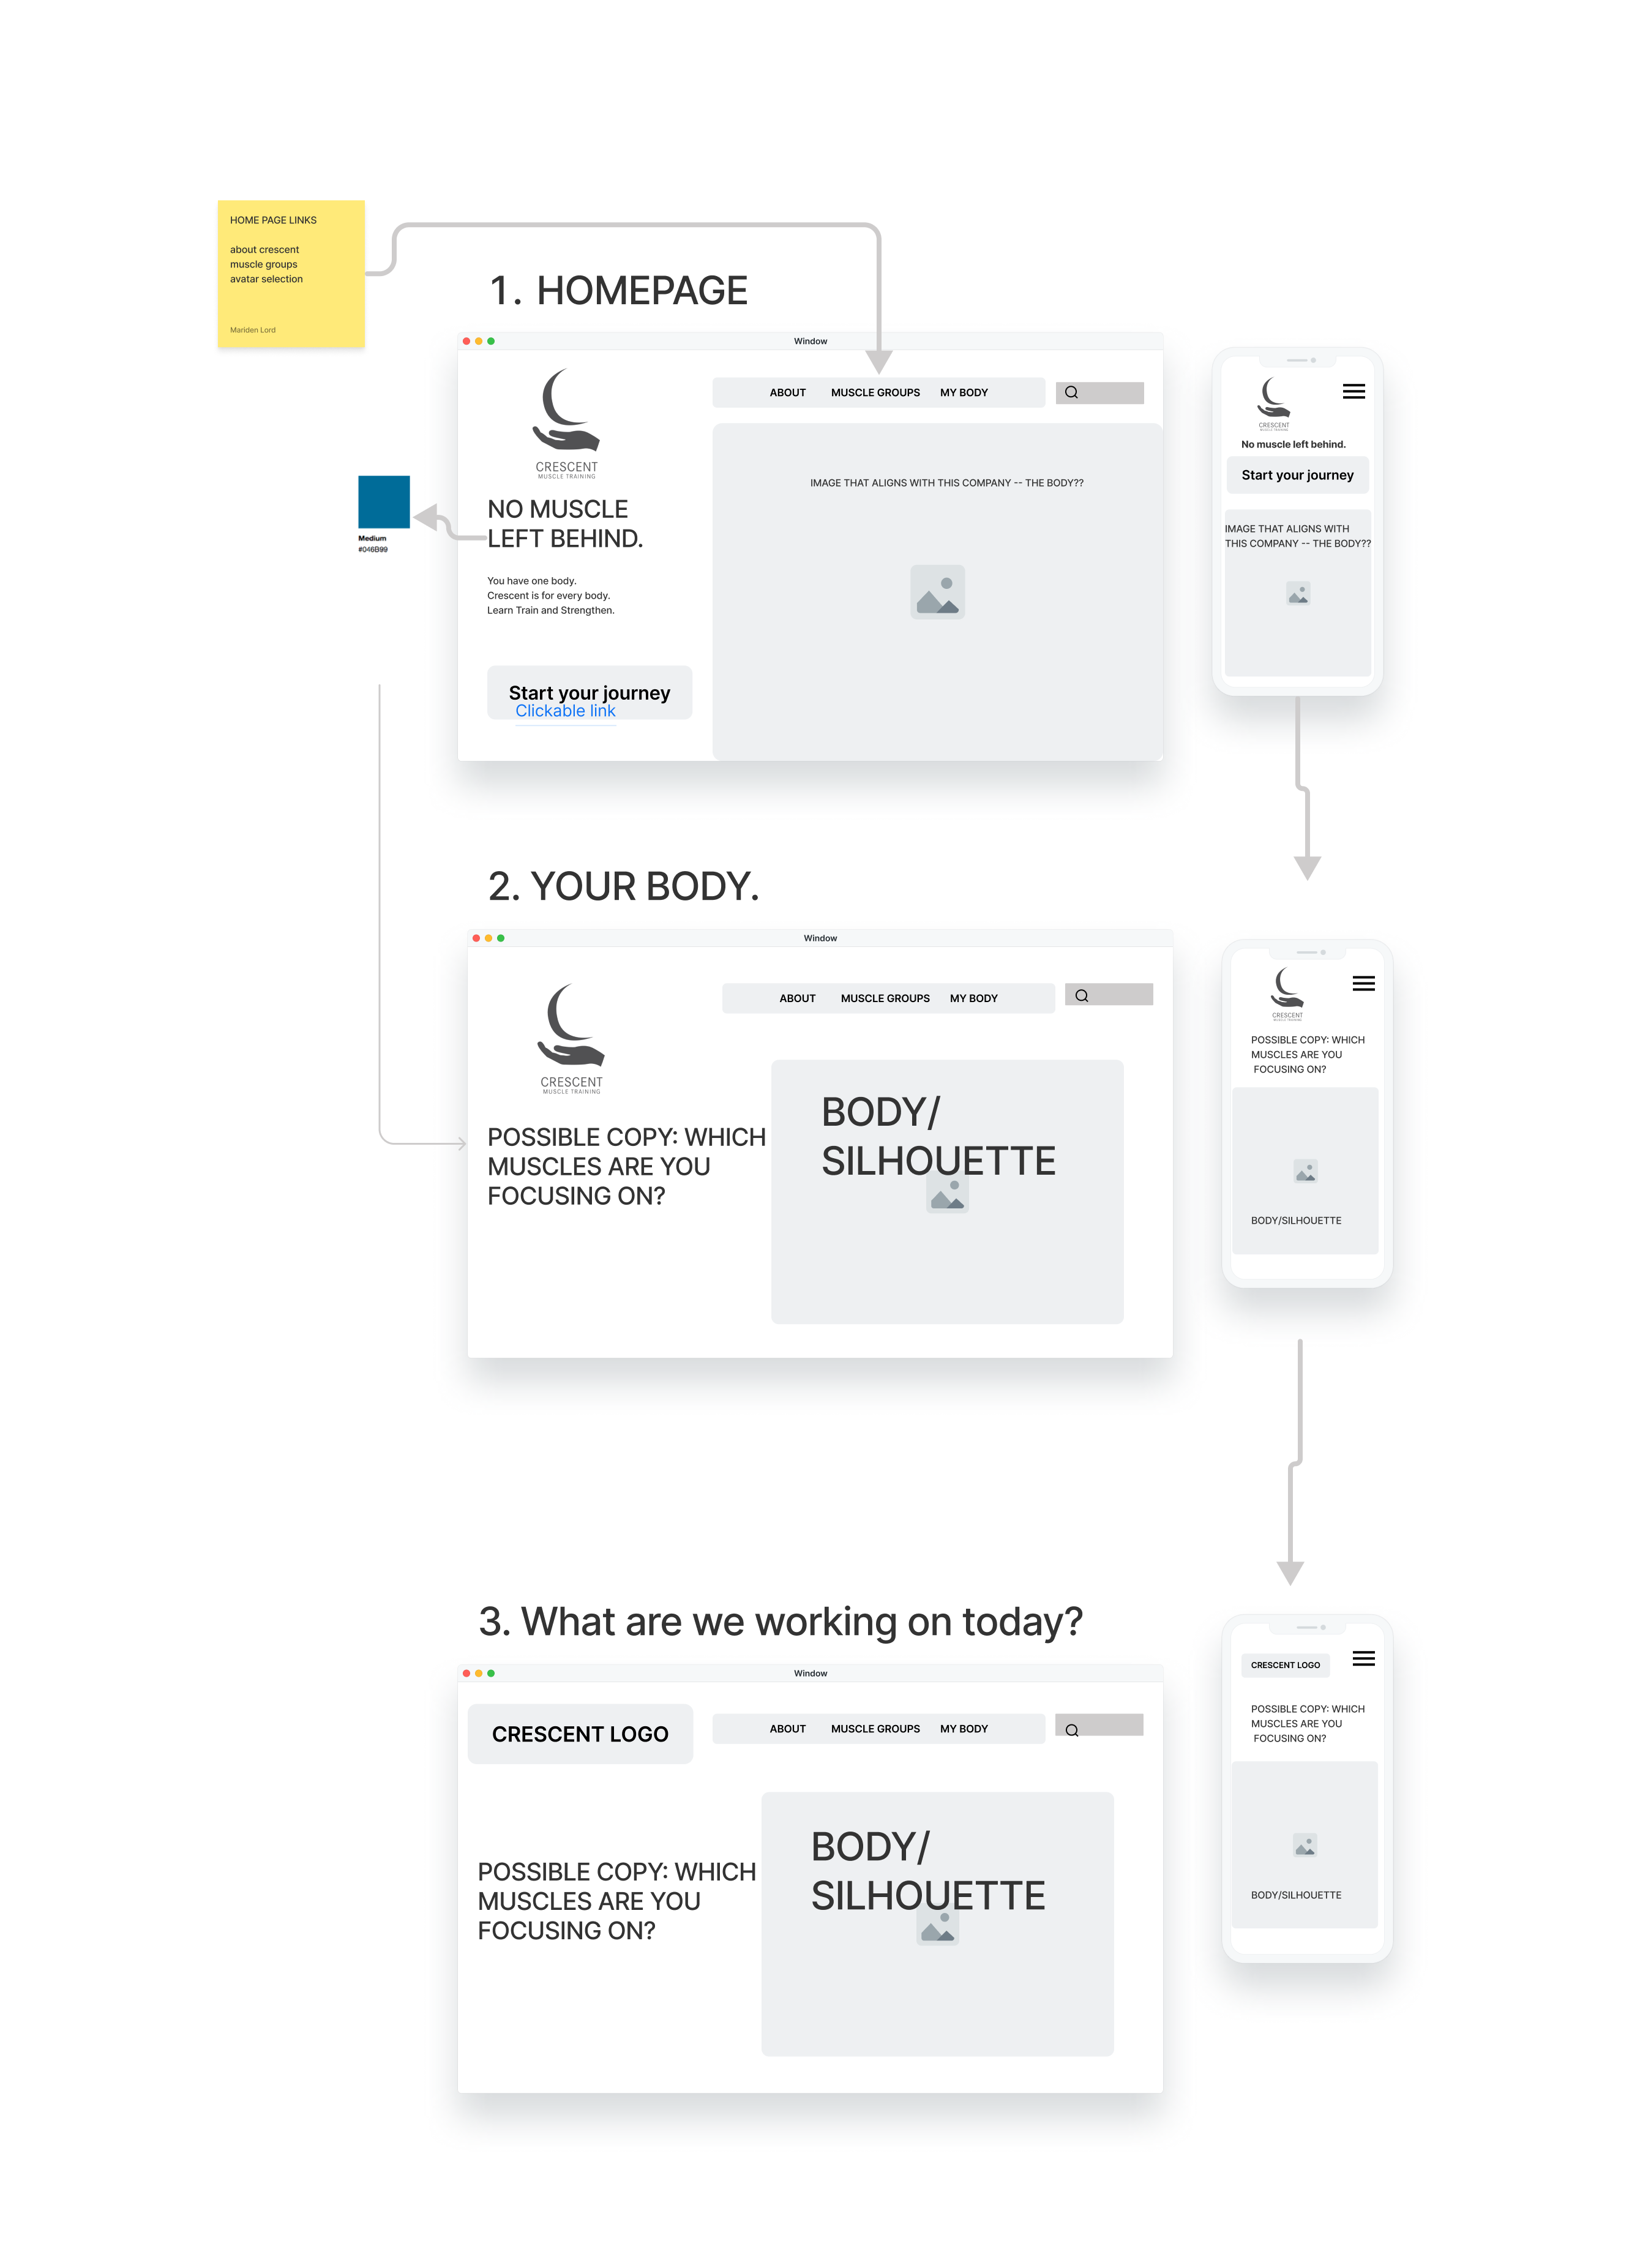 HOME PAGE LINKS
about crescent
muscle groups
avatar selection
Mariden Lord
1. HOMEPAGE
Window
CRESCENT
MUSCLE TRAINING
ABOUT MUSCLE GROUPS MY BODY
IMAGE THAT ALIGNS WITH THIS COMPANY -- THE BODY??
NO MUSCLE
LEFT BEHIND.
Medium
#046B99
You have one body.
Crescent is for every body.
Learn Train and Strengthen.
Start your journey
Clickable link
CRESCENT
MUSCLE TRAINING
No muscle left behind.
Start your journey
IMAGE THAT ALIGNS WITH
THIS COMPANY -- THE BODY??
2. YOUR BODY.
Window
CRESCENT
MUSCLE TRAINING
ABOUT MUSCLE GROUPS MY BODY
POSSIBLE COPY: WHICH
MUSCLES ARE YOU
FOCUSING ON?
BODY/
SILHOUETTE
CRESCENT
MUSCLE TRAINING
POSSIBLE COPY: WHICH
MUSCLES ARE YOU
FOCUSING ON?
BODY/SILHOUETTE
3. What are we working on today?
Window
CRESCENT LOGO
ABOUT MUSCLE GROUPS MY BODY
POSSIBLE COPY: WHICH
MUSCLES ARE YOU
FOCUSING ON?
BODY/
SILHOUETTE
CRESCENT LOGO
POSSIBLE COPY: WHICH
MUSCLES ARE YOU
FOCUSING ON?
BODY/SILHOUETTE